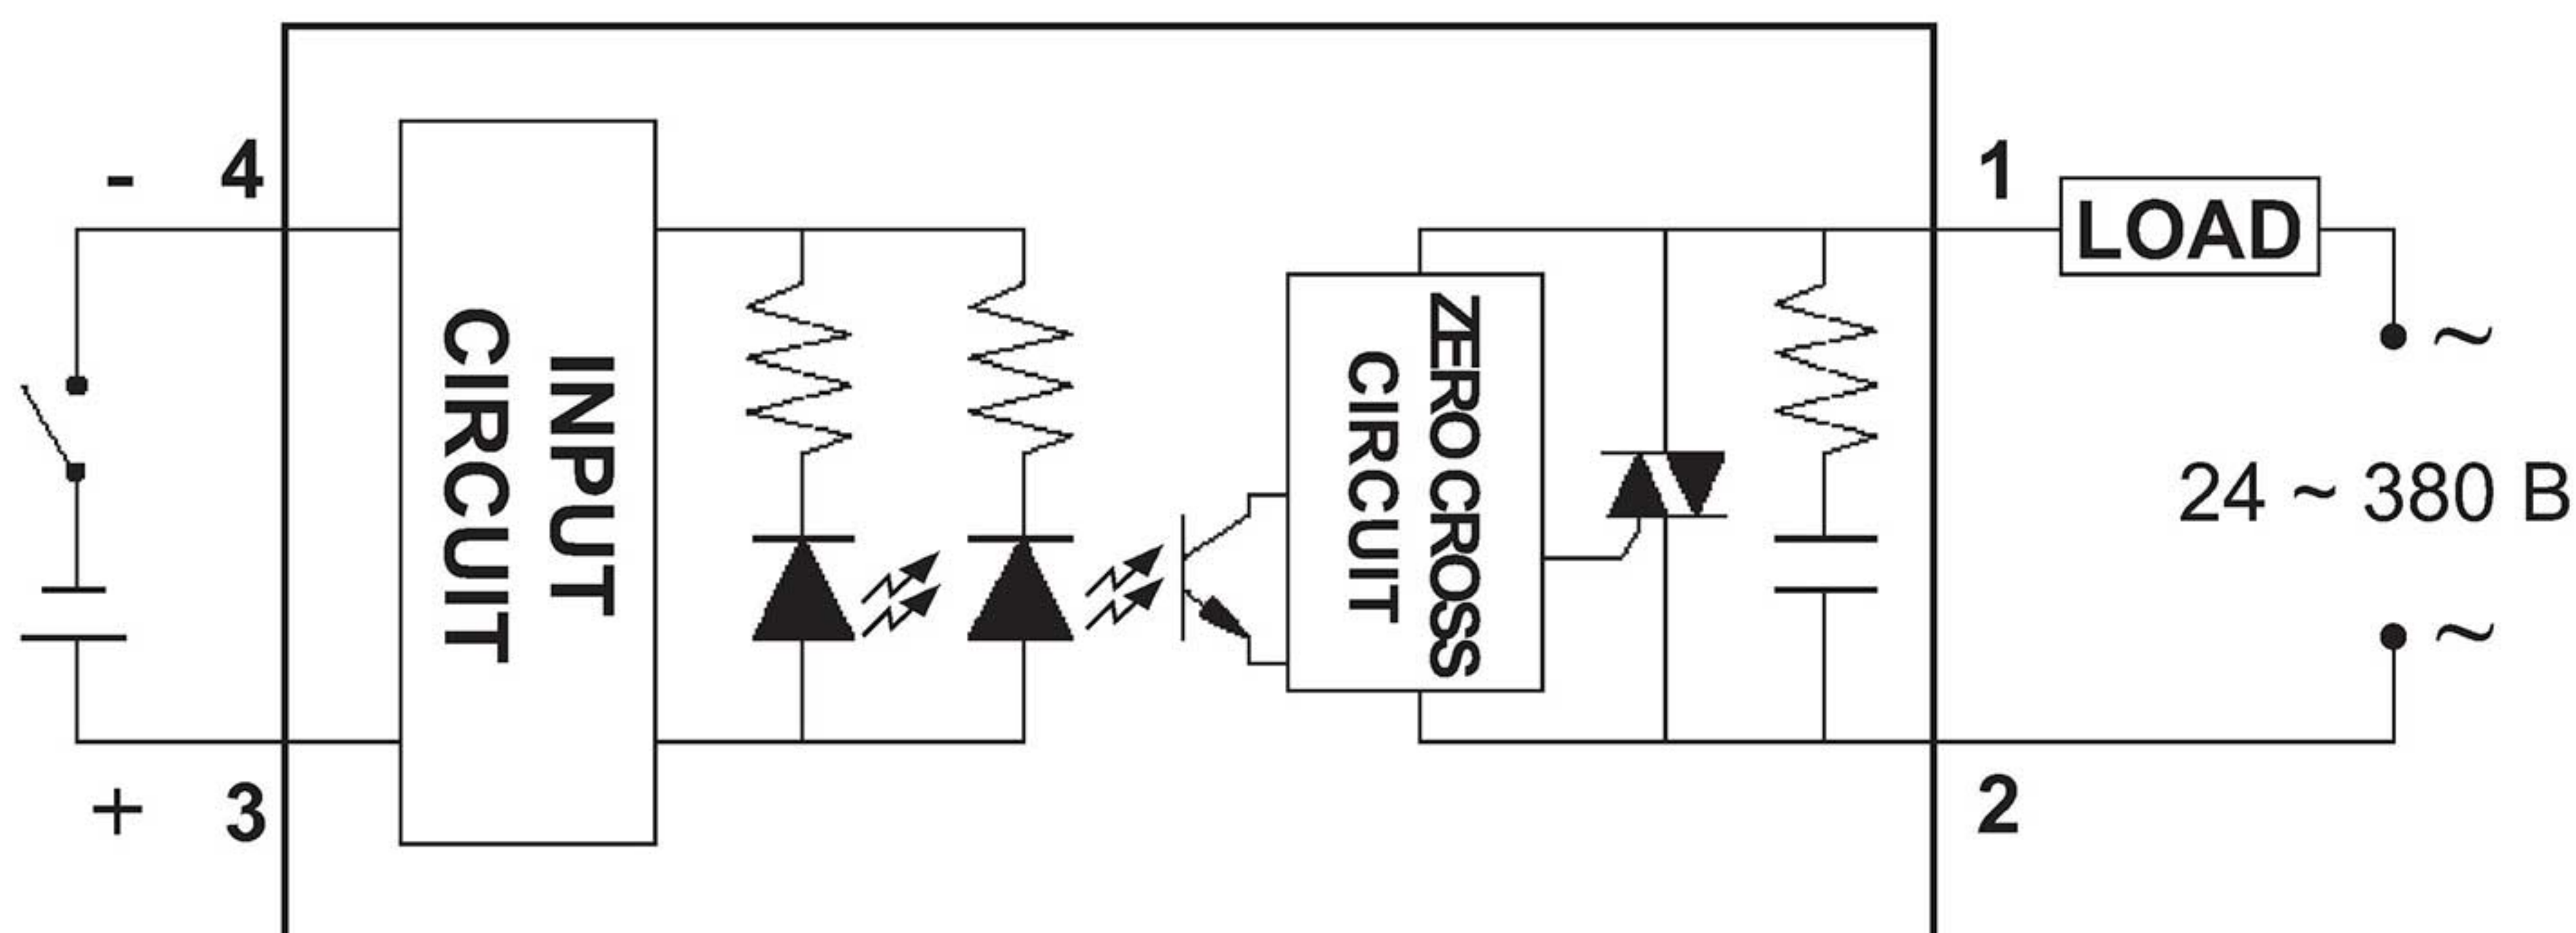 - 4
+ 3
INPUT
CIRCUIT
ZERO CROSS
CIRCUIT
1
LOAD
~
24 ~ 380 В
~
2